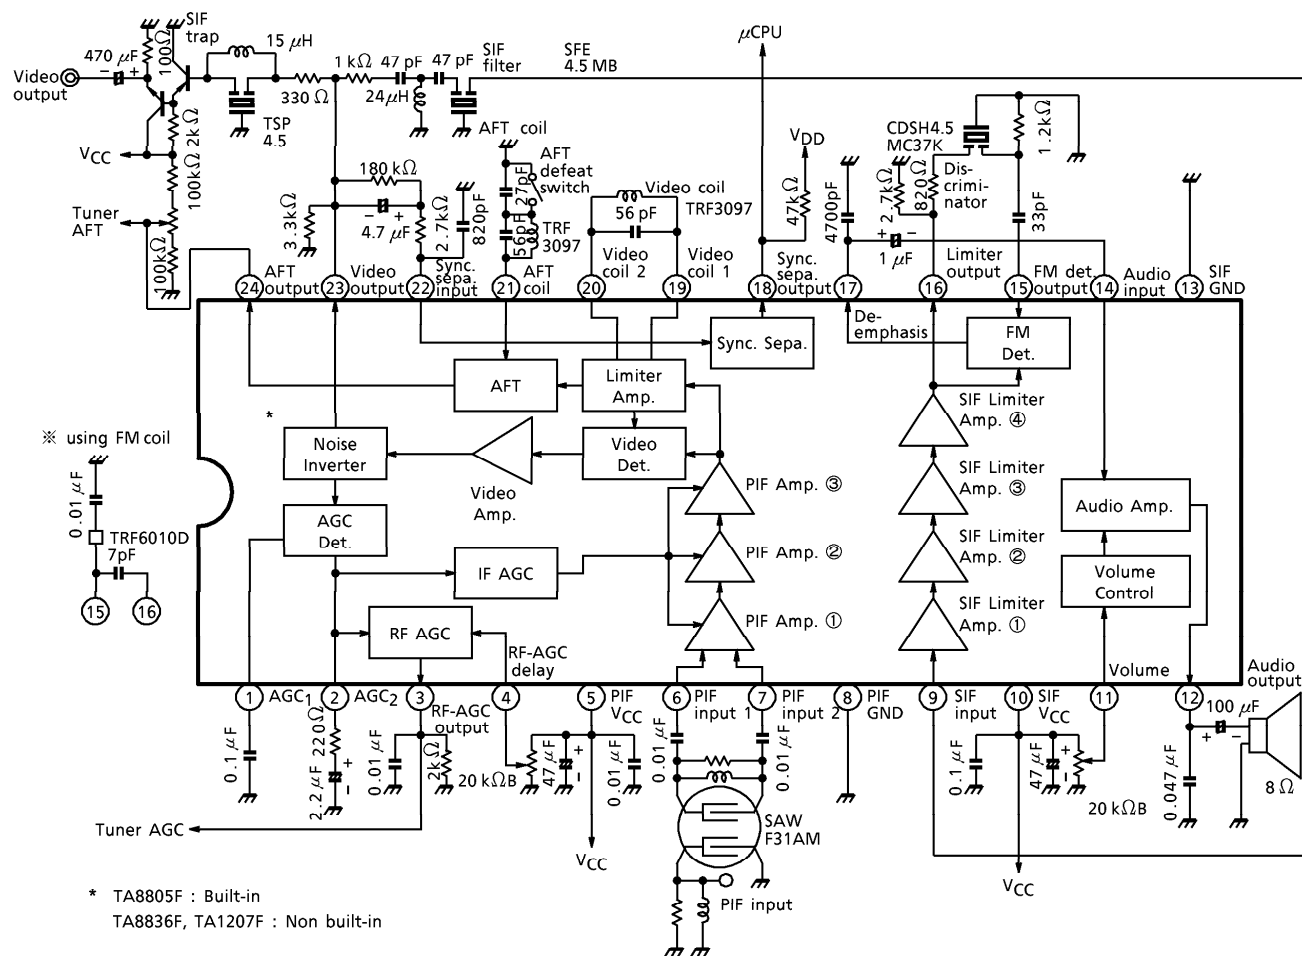 SIF
trap
15 μH
470 μF
- +
100Ω
Video
output
1 kΩ
47 pF
47 pF
SIF
filter
SFE
4.5 MB
μCPU
330 Ω
24 μH
TSP
4.5
2kΩ
VCC
100kΩ
Tuner
AFT
100kΩ
AFT coil
AFT
defeat
switch
27pF
56pF
TRF
3097
180 kΩ
- +
4.7 μF
3.3kΩ
2.7kΩ
820pF
Video coil
TRF3097
56 pF
VDD
47kΩ
CDSH4.5
MC37K
1.2kΩ
Discrimi-
nator
4700pF
2.7kΩ
820Ω
33pF
+ -
1 μF
24
AFT
output
23
Video
output
22
Sync.
sepa.
input
21
AFT
coil
20
Video
coil 2
19
Video
coil 1
18
Sync.
sepa.
output
17
De-
emphasis
16
Limiter
output
15
FM det.
output
14
Audio
input
13
SIF
GND
Sync. Sepa.
FM
Det.
AFT
Limiter
Amp.
*
Noise
Inverter
Video
Amp.
Video
Det.
SIF Limiter
Amp. ④
PIF Amp. ③
SIF Limiter
Amp. ③
Audio Amp.
AGC
Det.
IF AGC
PIF Amp. ②
SIF Limiter
Amp. ②
Volume
Control
RF AGC
RF-AGC
delay
PIF Amp. ①
SIF Limiter
Amp. ①
※ using FM coil
0.01 μF
TRF6010D
7pF
15
16
1
AGC1
2
AGC2
3
RF-AGC
output
4
5
PIF
VCC
6
PIF
input 1
7
PIF
input 2
8
PIF
GND
9
SIF
input
10
SIF
VCC
11
Volume
12
Audio
output
0.1 μF
220Ω
2.2 μF
+
-
0.01 μF
2kΩ
20 kΩB
47 μF
+
-
0.01 μF
0.01 μF
0.01 μF
SAW
F31AM
PIF input
0.1 μF
47 μF
+
-
20 kΩB
100 μF
+ -
0.047 μF
8 Ω
Tuner AGC
VCC
VCC
* TA8805F : Built-in
TA8836F, TA1207F : Non built-in